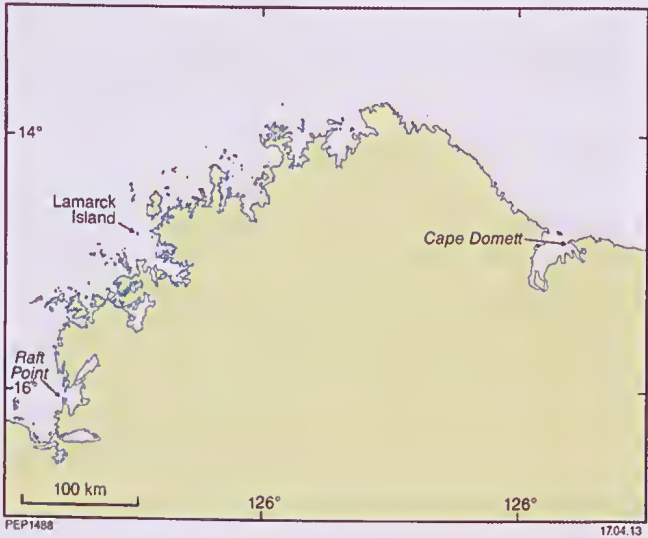 14°
Lamarck
Island
Cape Domett
Raft
Point
16°
100 km
126°
126°
PEP1488
17.04.13